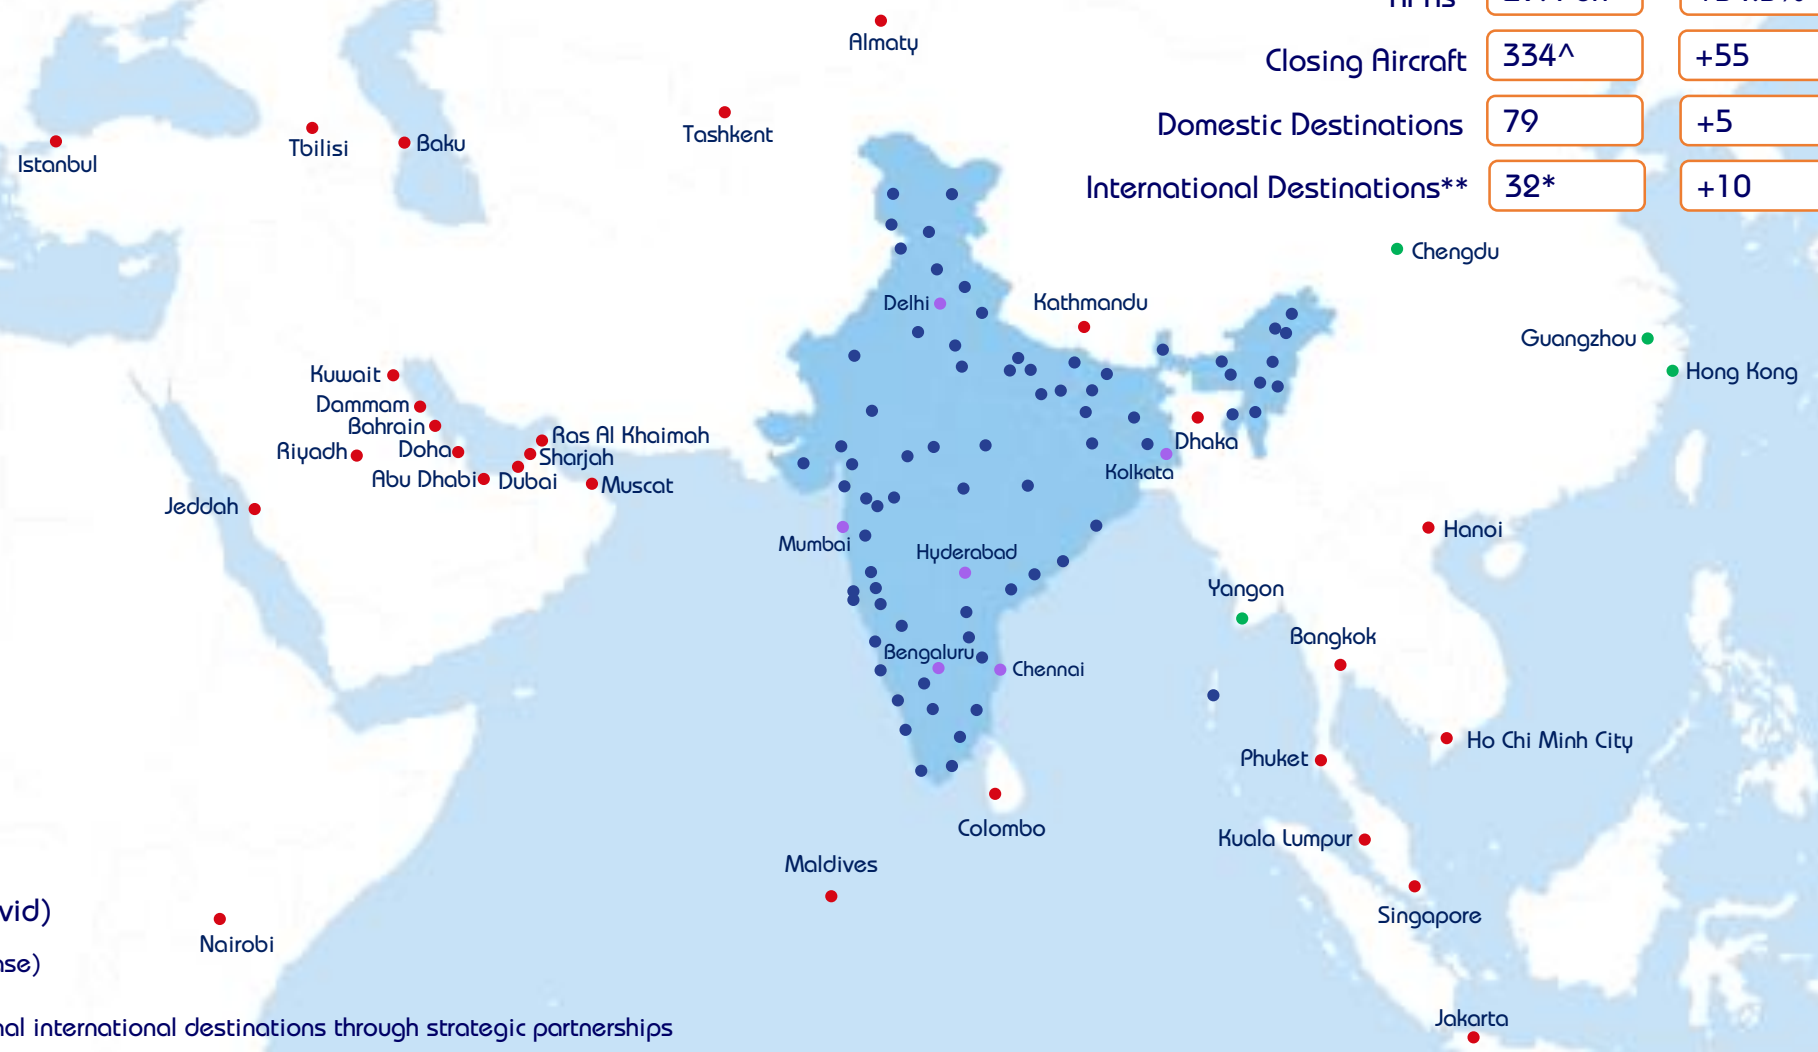 Almaty
Closing Aircraft 334^ +55
Tashkent
Domestic Destinations 79 +5
Istanbul
Tbilisi
Baku
International Destinations** 32* +10
Chengdu
Delhi
Kathmandu
Guangzhou
Hong Kong
Kuwait
Dammam
Bahrain
Riyadh
Doha
Ras Al Khaimah
Sharjah
Abu Dhabi
Dubai
Muscat
Jeddah
Dhaka
Kolkata
Mumbai
Hyderabad
Hanoi
Yangon
Bangkok
Bengaluru
Chennai
Ho Chi Minh City
Phuket
Colombo
Kuala Lumpur
Maldives
Singapore
vid)
Nairobi
nse)
nal international destinations through strategic partnerships
Jakarta